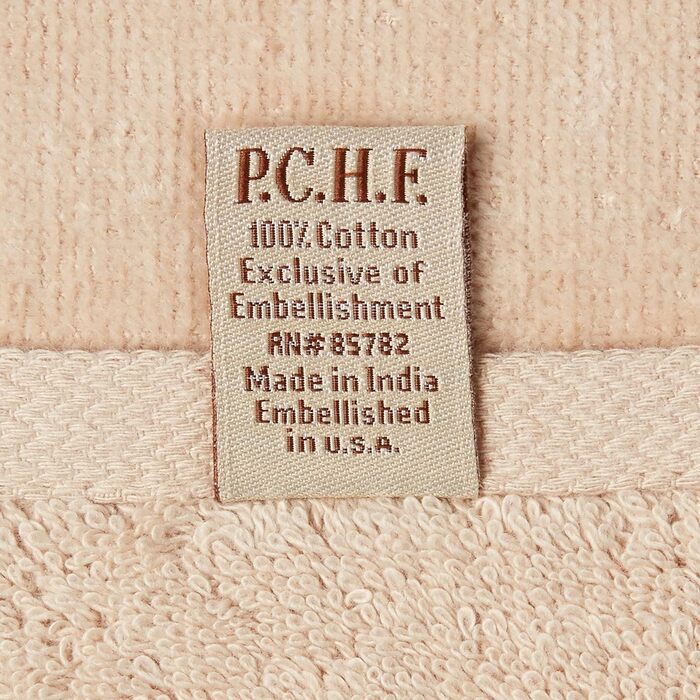 P.C.H.F.
100% Cotton
Exclusive of
Embellishment
RN# 85782
Made in India
Embellished
in U.S.A.